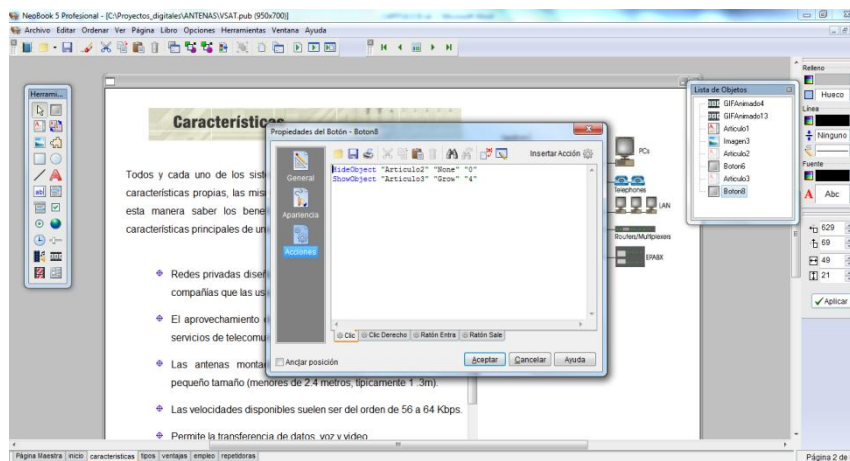 NeoBook 5 Profesional - [C:\Proyectos_digitales\ANTENAS\VSAT.pub (950x700)]
Archivo Editar Ordenar Ver Página Libro Opciones Herramientas Ventana Ayuda
Herrami...
Características
Todos y cada uno de los sist
características propias, las mis
esta manera saber los bene
características principales de un
Redes privadas diseñ
compañías que las us
El aprovechamiento d
servicios de telecomu
Las antenas monta
pequeño tamaño (menores de 2.4 metros, típicamente 1 .3m).
Las velocidades disponibles suelen ser del orden de 56 a 64 Kbps.
Permite la transferencia de datos, voz y video
Propiedades del Botón - Boton8
General
Apariencia
Acciones
Insertar Acción
HideObject "Articulo2" "None" "0"
ShowObject "Articulo3" "Grow" "4"
Clic
Clic Derecho
Ratón Entra
Ratón Sale
Anclar posición
Aceptar
Cancelar
Ayuda
PCs
Telephones
LAN
Routers/Multiplexers
EPABX
Lista de Objetos
GIFAnimado4
GIFAnimado13
Articulo1
Imagen3
Articulo2
Boton6
Articulo3
Boton8
Relleno
Hueco
Línea
Ninguno
Fuente
Abc
629
69
49
21
Aplicar
Página Maestra
inicio
caracteristicas
tipos
ventajas
empleo
repetidoras
Página 2 de